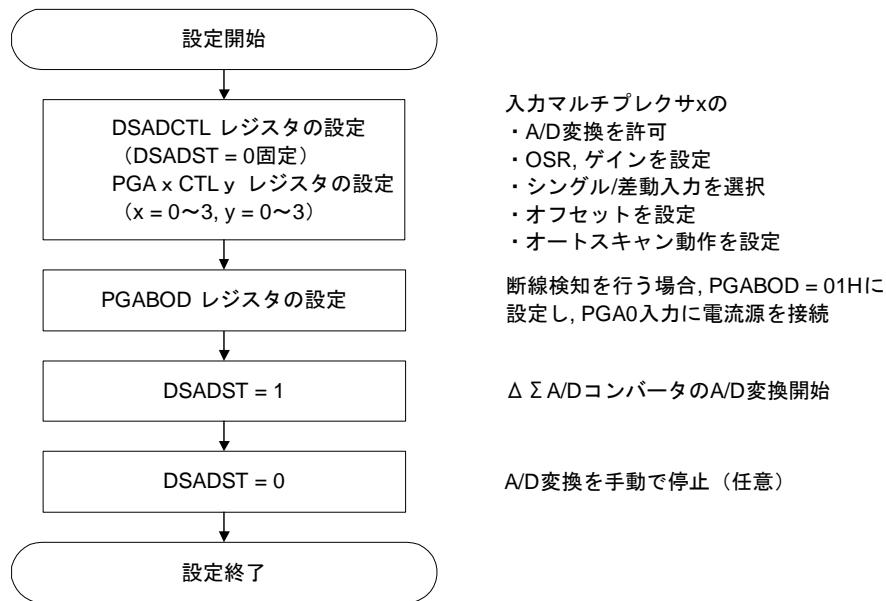 設定開始
DSADCTL レジスタの設定
（DSADST = 0固定）
PGA x CTL y レジスタの設定
（x = 0～3, y = 0～3）
入力マルチプレクサxの
・A/D変換を許可
・OSR, ゲインを設定
・シングル/差動入力を選択
・オフセットを設定
・オートスキャン動作を設定
PGABOD レジスタの設定
断線検知を行う場合, PGABOD = 01Hに
設定し, PGA0入力に電流源を接続
DSADST = 1
ΔΣA/DコンバータのA/D変換開始
DSADST = 0
A/D変換を手動で停止（任意）
設定終了